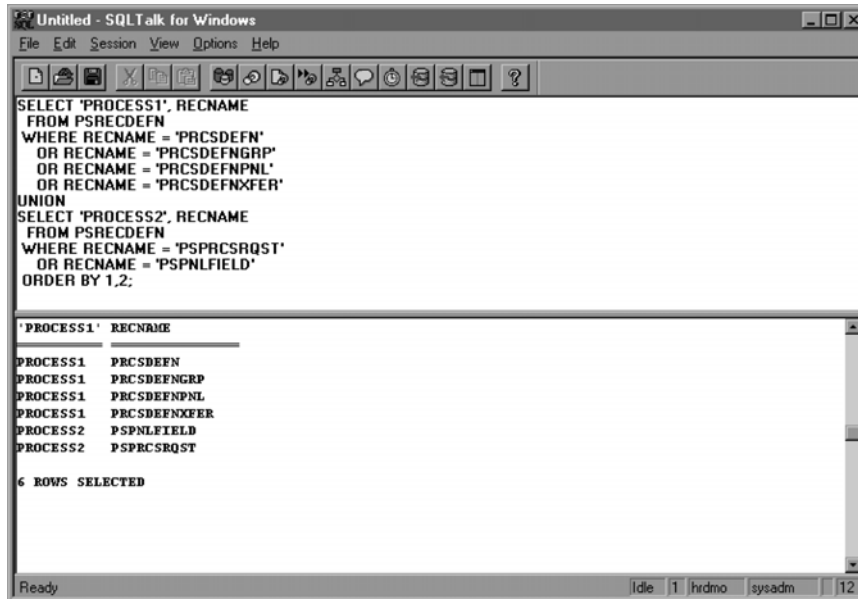 Untitled - SQLTalk for Windows
File Edit Session View Options Help
SELECT 'PROCESS1', RECNAME
FROM PSRECDEFN
WHERE RECNAME = 'PRCSDEFN'
OR RECNAME = 'PRCSDEFNGRP'
OR RECNAME = 'PRCSDEFNPNL'
OR RECNAME = 'PRCSDEFNXFER'
UNION
SELECT 'PROCESS2', RECNAME
FROM PSRECDEFN
WHERE RECNAME = 'PSPRCSRQST'
OR RECNAME = 'PSPNLFIELD'
ORDER BY 1,2;
'PROCESS1' RECNAME
PROCESS1 PRCSDEFN
PROCESS1 PRCSDEFNGRP
PROCESS1 PRCSDEFNPNL
PROCESS1 PRCSDEFNXFER
PROCESS2 PSPNLFIELD
PROCESS2 PSPRCSRQST
6 ROWS SELECTED
Ready Idle 1 hrdmo sysadm 12